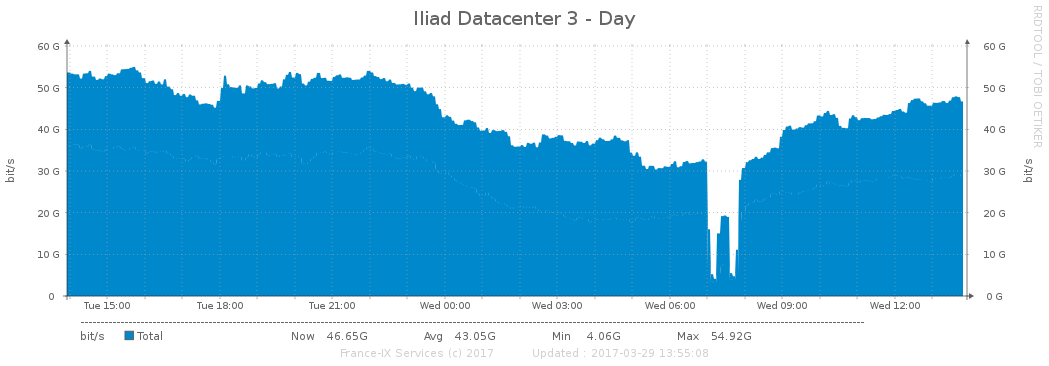 Iliad Datacenter 3 - Day
RRDTOOL / TOBI OETIKER
60 G 60 G
50 G 50 G
40 G 40 G
30 G 30 G
20 G 20 G
10 G 10 G
0 0 G
bit/s bit/s
Tue 15:00 Tue 18:00 Tue 21:00 Wed 00:00 Wed 03:00 Wed 06:00 Wed 09:00 Wed 12:00
bit/s Total Now 46.65G Avg 43.05G Min 4.06G Max 54.92G
France-IX Services (c) 2017 Updated : 2017-03-29 13:55:08